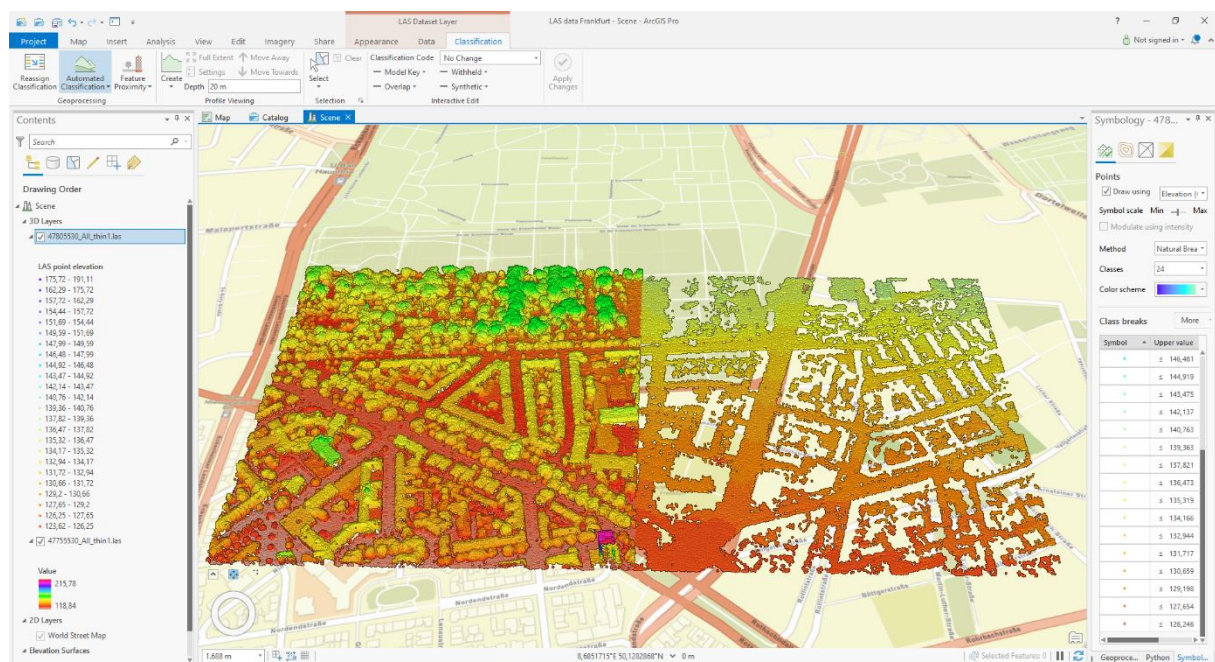 LAS Dataset Layer
LAS data Frankfurt - Scene - ArcGIS Pro
Project Map Insert Analysis View Edit Imagery Share Appearance Data Classification
Not signed in
Reassign Classification
Automated Classification
Feature Proximity
Geoprocessing
Create
Full Extent Move Away
Settings Move Towards
Depth 20 m
Profile Viewing
Select
Clear
Selection
Classification Code No Change
Model Key Withheld
Overlap Synthetic
Interactive Edit
Apply Changes
Contents
Search
Drawing Order
Scene
3D Layers
47805530_All_thin1.las
LAS point elevation
175,72 - 191,11
162,29 - 175,72
157,72 - 162,29
154,44 - 157,72
151,69 - 154,44
149,59 - 151,69
147,99 - 149,59
146,48 - 147,99
144,92 - 146,48
143,47 - 144,92
142,14 - 143,47
140,76 - 142,14
139,36 - 140,76
137,82 - 139,36
136,47 - 137,82
135,32 - 136,47
134,17 - 135,32
132,94 - 134,17
131,72 - 132,94
130,66 - 131,72
129,2 - 130,66
127,65 - 129,2
126,25 - 127,65
123,62 - 126,25
47755530_All_thin1.las
Value
215,78
118,84
2D Layers
World Street Map
Elevation Surfaces
Map Catalog Scene
Malapertstraße
Dortelweiler
Nordendstraße
Nordendstraße
Böttgerstraße
Rohrbachstraße
1.688 m
8,6851715°E 50,1282868°N 0 m
Selected Features: 0
Symbology - 478...
Points
Draw using Elevation
Symbol scale Min Max
Modulate using intensity
Method Natural Brea
Classes 24
Color scheme
Class breaks More
Symbol Upper value
≤ 146,481
≤ 144,919
≤ 143,475
≤ 142,137
≤ 140,763
≤ 139,363
≤ 137,821
≤ 136,473
≤ 135,319
≤ 134,166
≤ 132,944
≤ 131,717
≤ 130,659
≤ 129,198
≤ 127,654
≤ 126,246
Geoproce... Python Symbol...